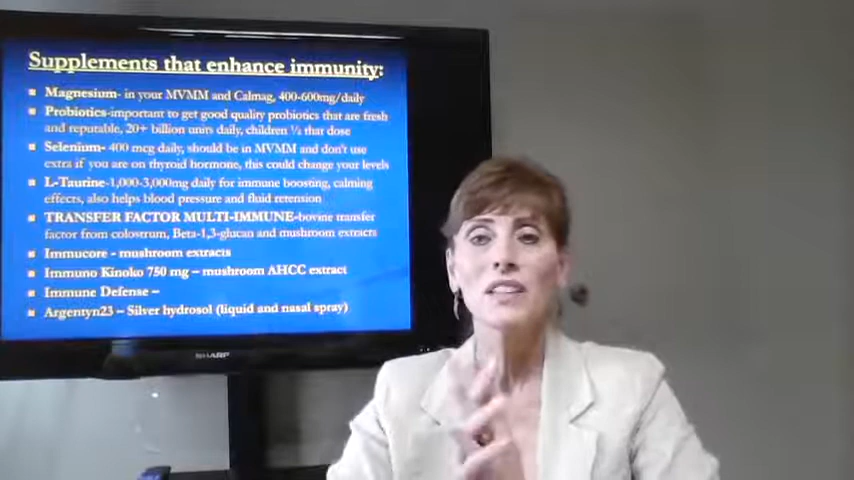 Supplements that enhance immunity:
Magnesium- in your MVMM and Calmag, 400-600mg/daily
Probiotics-important to get good quality probiotics that are fresh
and reputable, 20+ billion units daily, children ½ that dose
Selenium- 400 mcg daily, should be in MVMM and don't use
extra if you are on thyroid hormone, this could change your levels
L-Taurine-1,000-3,000mg daily for immune boosting, calming
effects, also helps blood pressure and fluid retention
TRANSFER FACTOR MULTI-IMMUNE-bovine transfer
factor from colostrum, Beta-1,3-glucan and mushroom extracts
Immucore - mushroom extracts
Immuno Kinoko 750 mg – mushroom AHCC extract
Immune Defense –
Argentyn23 – Silver hydrosol (liquid and nasal spray)
SHARP